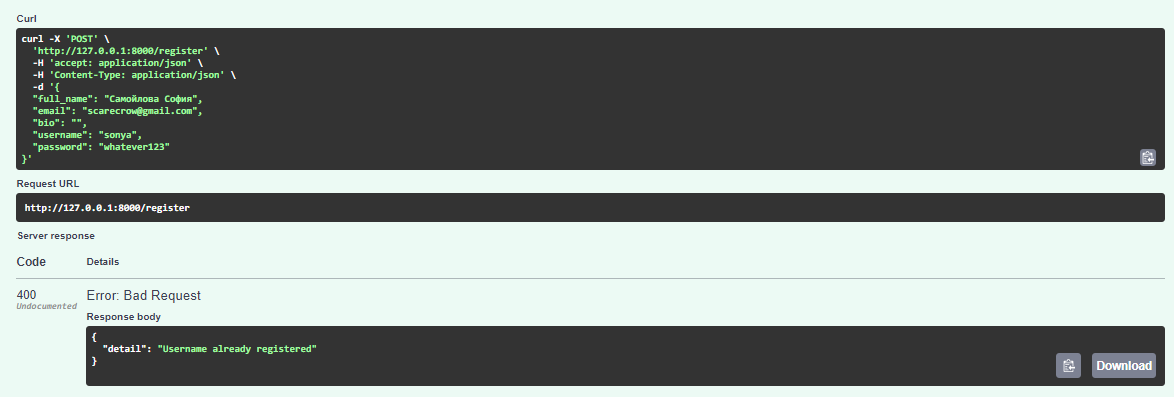 Curl
curl -X 'POST' \
  'http://127.0.0.1:8000/register' \
  -H 'accept: application/json' \
  -H 'Content-Type: application/json' \
  -d '{
  "full_name": "Самойлова София",
  "email": "scarecrow@gmail.com",
  "bio": "",
  "username": "sonya",
  "password": "whatever123"
}'
Request URL
http://127.0.0.1:8000/register
Server response
Code Details
400 Error: Bad Request
Undocumented
Response body
{
  "detail": "Username already registered"
}
Download